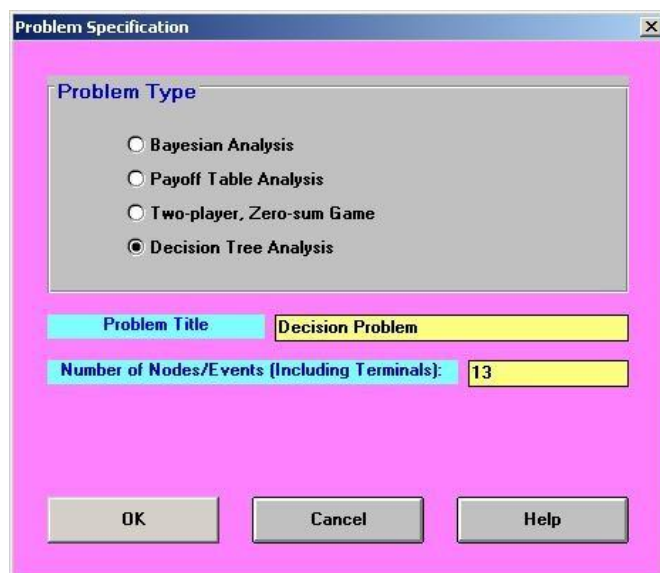 Problem Specification
Problem Type
Bayesian Analysis
Payoff Table Analysis
Two-player, Zero-sum Game
Decision Tree Analysis
Problem Title Decision Problem
Number of Nodes/Events (Including Terminals): 13
OK Cancel Help